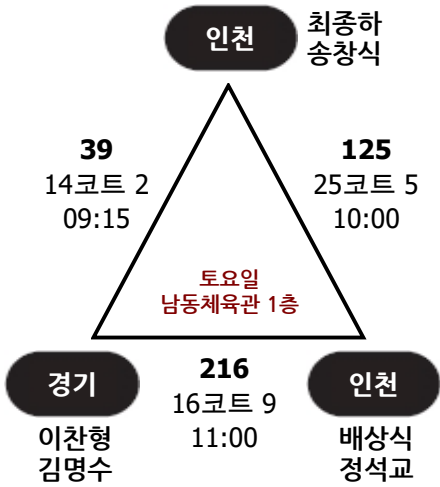 인천
최종하
송창식
39
14코트 2
09:15
125
25코트 5
10:00
토요일
남동체육관 1층
경기
이찬형
김명수
216
16코트 9
11:00
인천
배상식
정석교